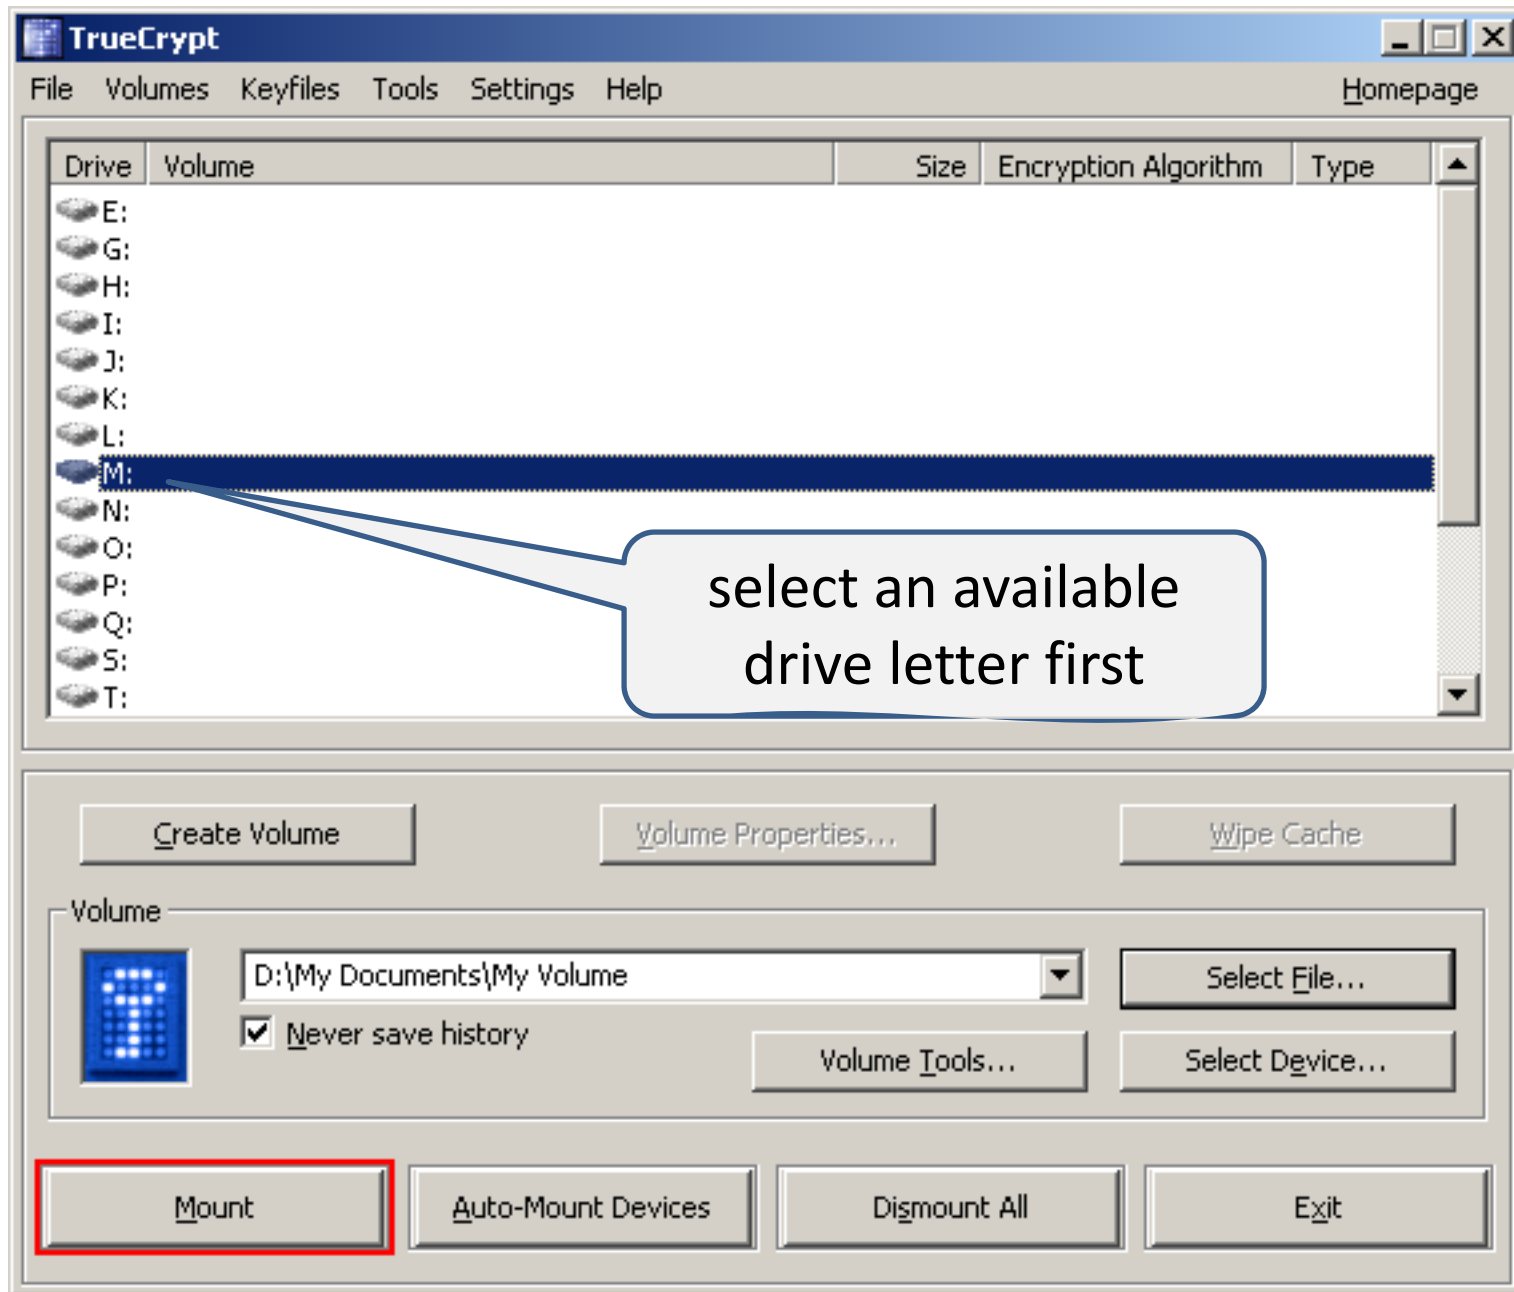 TrueCrypt
File Volumes Keyfiles Tools Settings Help Homepage
Drive Volume Size Encryption Algorithm Type
E:
G:
H:
I:
J:
K:
L:
M:
N:
O:
P:
Q:
S:
T:
select an available
drive letter first
Create Volume Volume Properties... Wipe Cache
Volume
D:\My Documents\My Volume Select File...
Never save history
Volume Tools... Select Device...
Mount Auto-Mount Devices Dismount All Exit